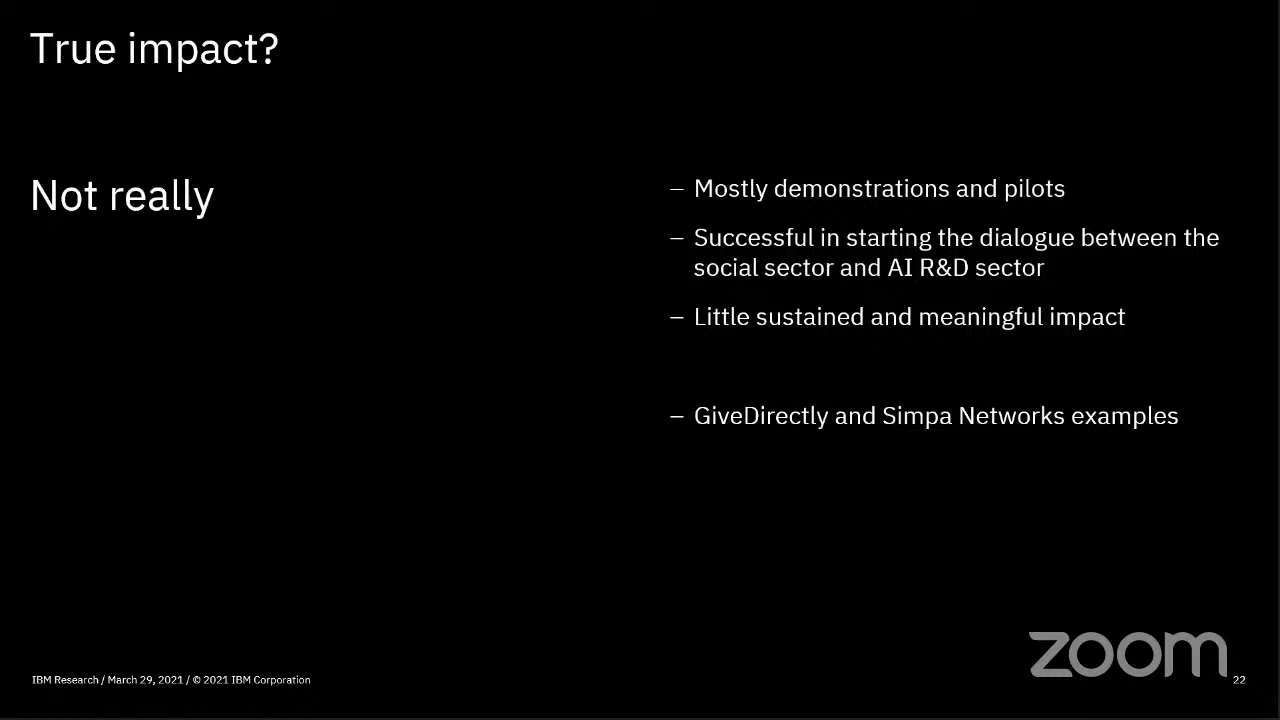 True impact?
Not really
– Mostly demonstrations and pilots
– Successful in starting the dialogue between the
social sector and AI R&D sector
– Little sustained and meaningful impact
– GiveDirectly and Simpa Networks examples
zoom
IBM Research / March 29, 2021 / © 2021 IBM Corporation
22